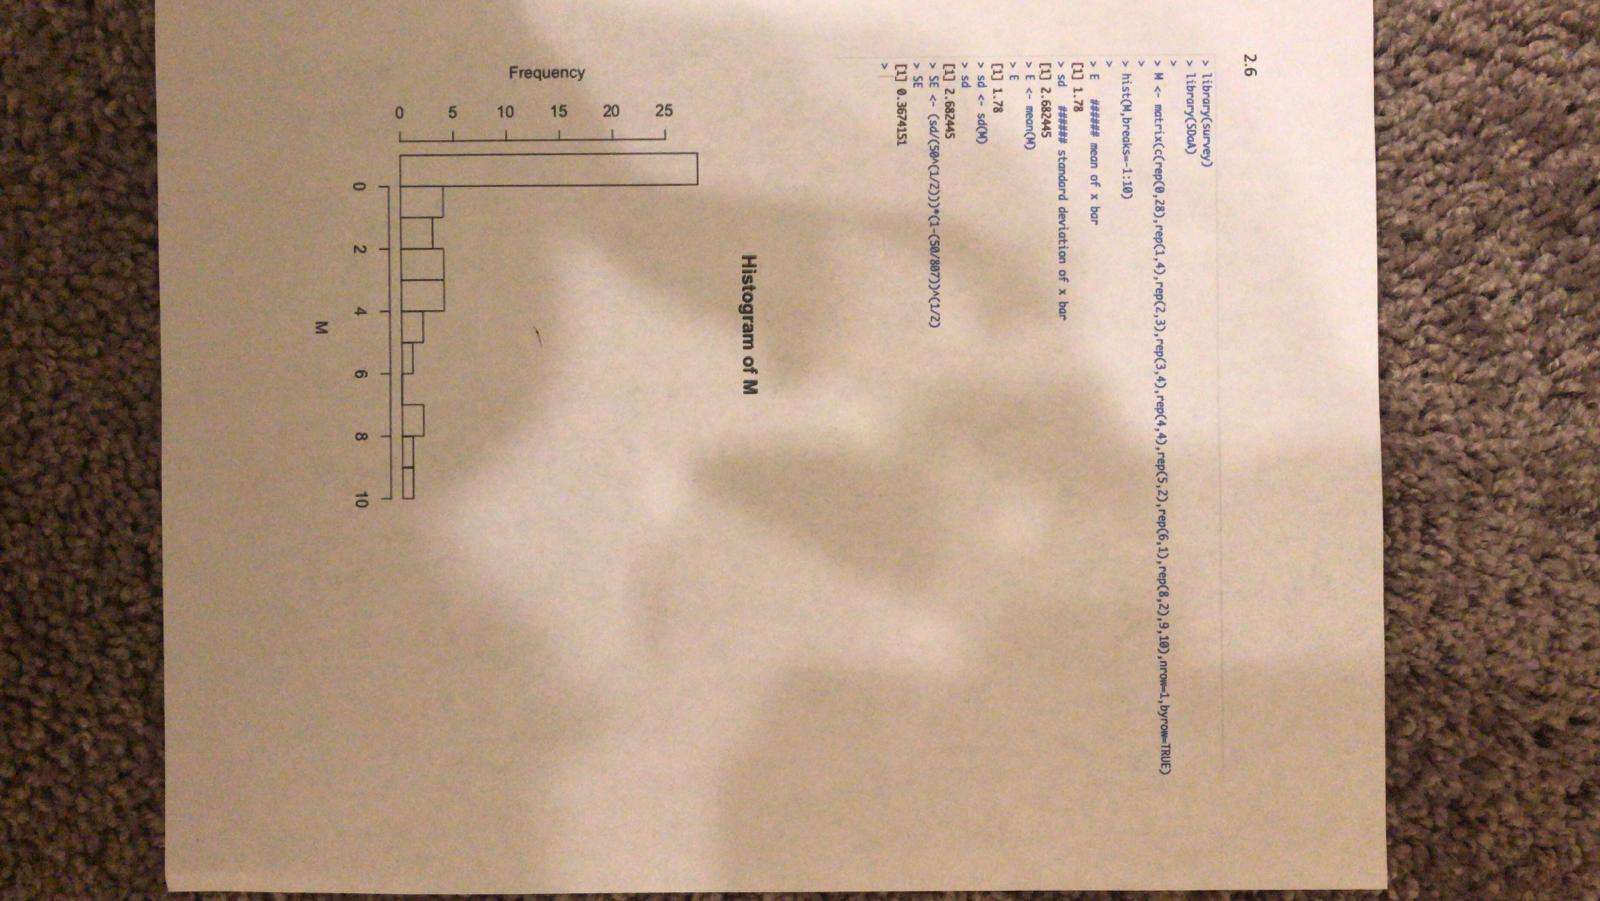 2.6
> library(survey)
> library(SDaA)
>
> M <- matrix(c(rep(0,28),rep(1,4),rep(2,3),rep(3,4),rep(4,4),rep(5,2),rep(6,1),rep(8,2),9,10),nrow=1,byrow=TRUE)
>
> hist(M,breaks=-1:10)
>
> E ###### mean of x bar
[1] 1.78
> sd ###### standard deviation of x bar
[1] 2.682445
> E <- mean(M)
> E
[1] 1.78
> sd <- sd(M)
> sd
[1] 2.682445
> SE <- (sd/(50^(1/2)))*(1-(50/807))^(1/2)
> SE
[1] 0.3674151
>
Histogram of M
Frequency
25
20
15
10
5
0
0 2 4 6 8 10
M